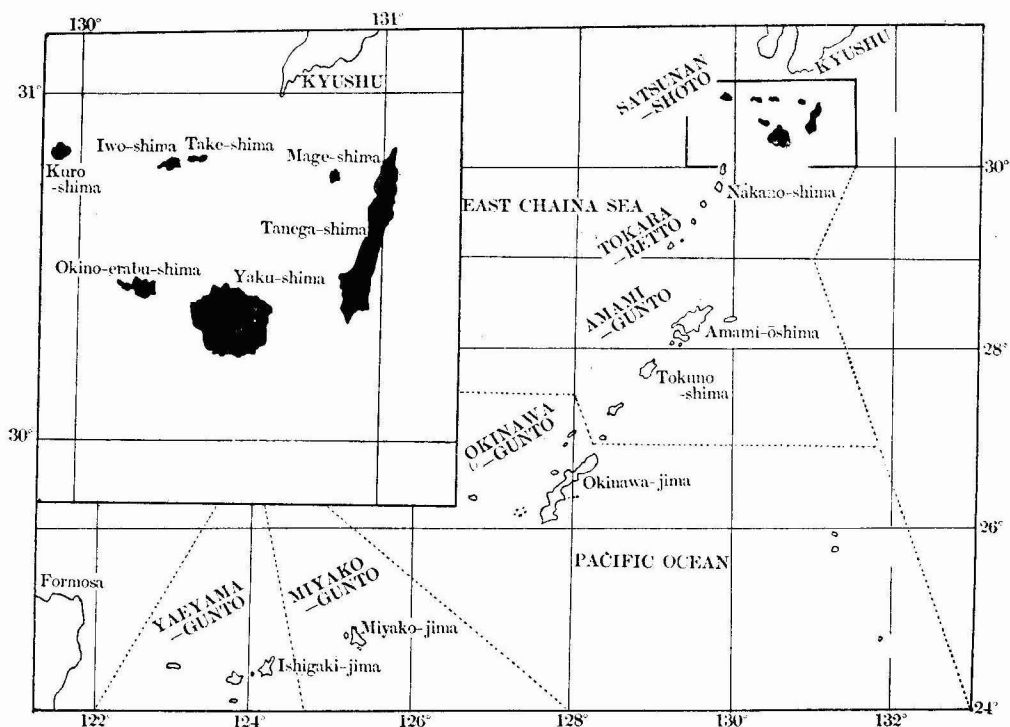 130°
131°
31°
KYUSHU
Iwo-shima
Take-shima
Mage-shima
Kuro
-shima
Tanega-shima
Okino-erabu-shima
Yaku-shima
30°
KYUSHU
SATSUNAN
-SHOTO
30°
Nakano-shima
EAST CHAINA SEA
TOKARA
-RETTO
AMAMI
-GUNTO
Amami-ōshima
28°
Tokuno
-shima
OKINAWA
-GUNTO
Okinawa-jima
26°
PACIFIC OCEAN
Formosa
YAEYAMA
-GUNTO
MIYAKO
-GUNTO
Miyako-jima
Ishigaki-jima
24°
122°
124°
126°
128°
130°
132°